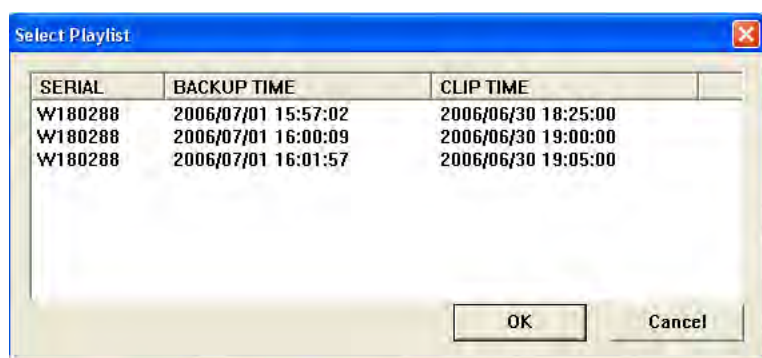 Select Playlist
SERIAL BACKUP TIME CLIP TIME
W180288 2006/07/01 15:57:02 2006/06/30 18:25:00
W180288 2006/07/01 16:00:09 2006/06/30 19:00:00
W180288 2006/07/01 16:01:57 2006/06/30 19:05:00
OK Cancel